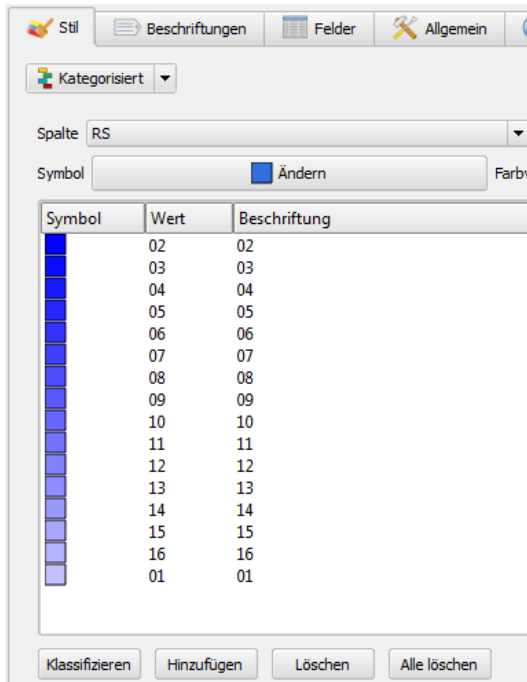 Stil Beschriftungen Felder Allgemein
Kategorisiert
Spalte RS
Symbol Ändern Farbv
Symbol Wert Beschriftung
02 02
03 03
04 04
05 05
06 06
07 07
08 08
09 09
10 10
11 11
12 12
13 13
14 14
15 15
16 16
01 01
Klassifizieren Hinzufügen Löschen Alle löschen